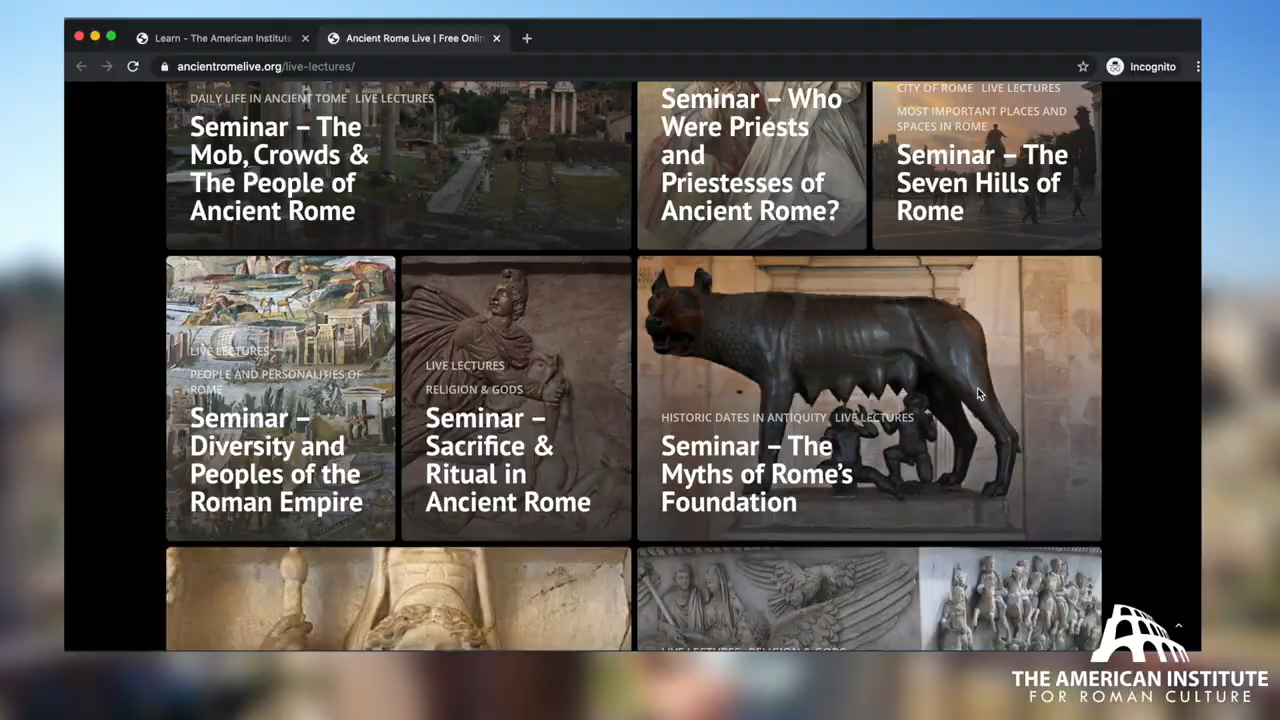 Learn - The American Institute
Ancient Rome Live | Free Onlin
ancientromelive.org/live-lectures/
Incognito
DAILY LIFE IN ANCIENT TOME LIVE LECTURES
Seminar – The
Mob, Crowds &
The People of
Ancient Rome
Seminar – Who
Were Priests
and
Priestesses of
Ancient Rome?
CITY OF ROME LIVE LECTURES
MOST IMPORTANT PLACES AND
SPACES IN ROME
Seminar – The
Seven Hills of
Rome
LIVE LECTURES
PEOPLE AND PERSONALITIES OF
ROME
Seminar –
Diversity and
Peoples of the
Roman Empire
LIVE LECTURES
RELIGION & GODS
Seminar –
Sacrifice &
Ritual in
Ancient Rome
HISTORIC DATES IN ANTIQUITY LIVE LECTURES
Seminar – The
Myths of Rome's
Foundation
LIVE LECTURES RELIGION & GODS
THE AMERICAN INSTITUTE
FOR ROMAN CULTURE